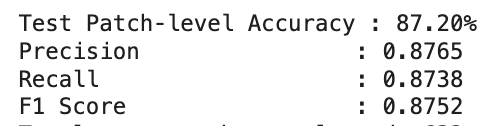 Test Patch-level Accuracy : 87.20%
Precision                 : 0.8765
Recall                    : 0.8738
F1 Score                  : 0.8752